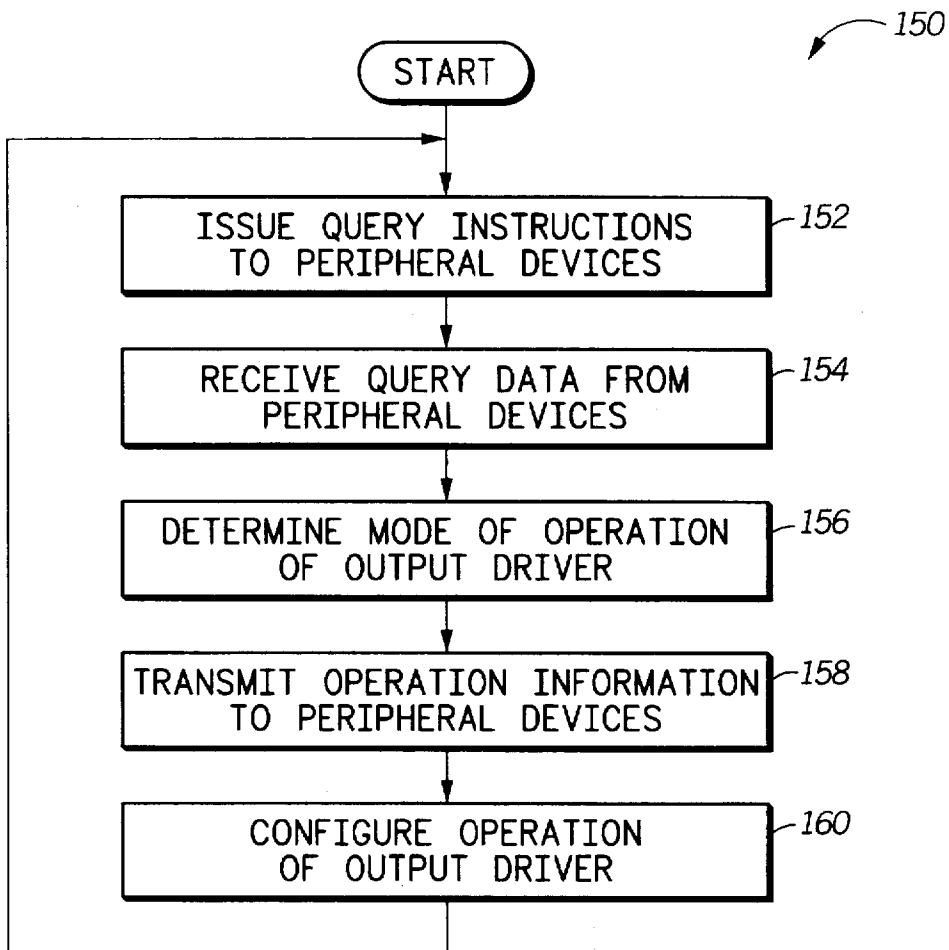 150
START
ISSUE QUERY INSTRUCTIONS
TO PERIPHERAL DEVICES
152
RECEIVE QUERY DATA FROM
PERIPHERAL DEVICES
154
DETERMINE MODE OF OPERATION
OF OUTPUT DRIVER
156
TRANSMIT OPERATION INFORMATION
TO PERIPHERAL DEVICES
158
CONFIGURE OPERATION
OF OUTPUT DRIVER
160